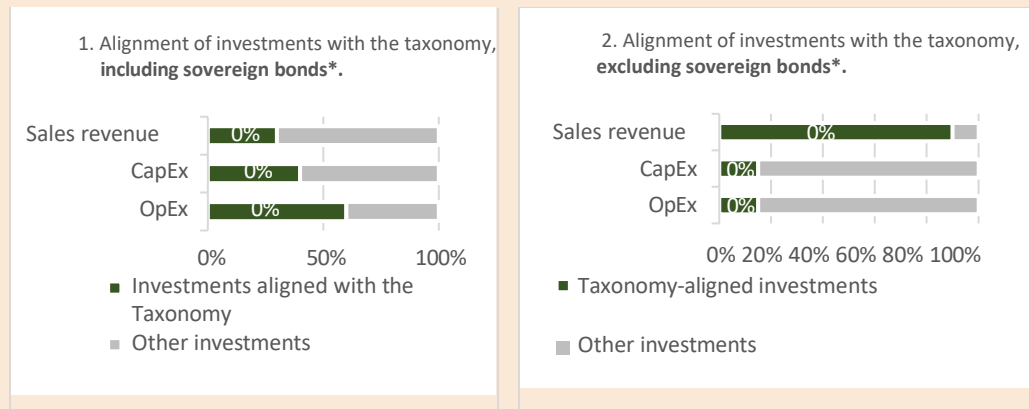 1. Alignment of investments with the taxonomy,
including sovereign bonds*.
Sales revenue
0%
CapEx
0%
OpEx
0%
0% 50% 100%
Investments aligned with the
Taxonomy
Other investments
2. Alignment of investments with the taxonomy,
excluding sovereign bonds*.
Sales revenue
0%
CapEx
0%
OpEx
0%
0% 20% 40% 60% 80% 100%
Taxonomy-aligned investments
Other investments